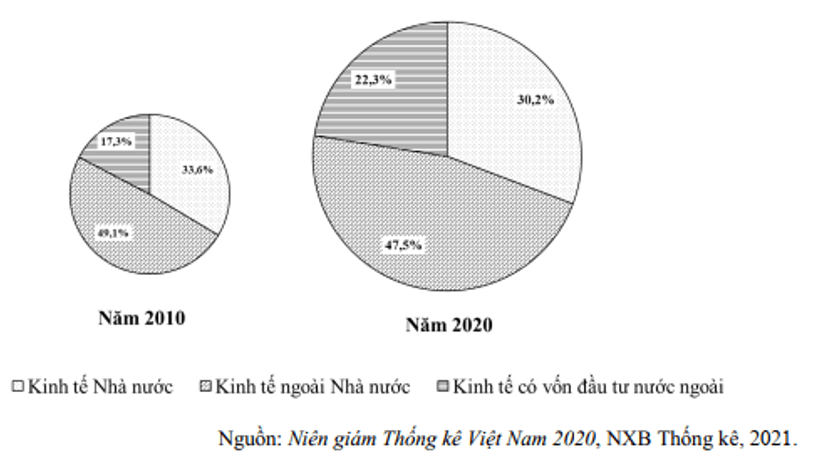 22,3%
30,2%
17,3%
33,6%
49,1%
47,5%
Năm 2010
Năm 2020
Kinh tế Nhà nước Kinh tế ngoài Nhà nước Kinh tế có vốn đầu tư nước ngoài
Nguồn: Niên giám Thống kê Việt Nam 2020, NXB Thống kê, 2021.